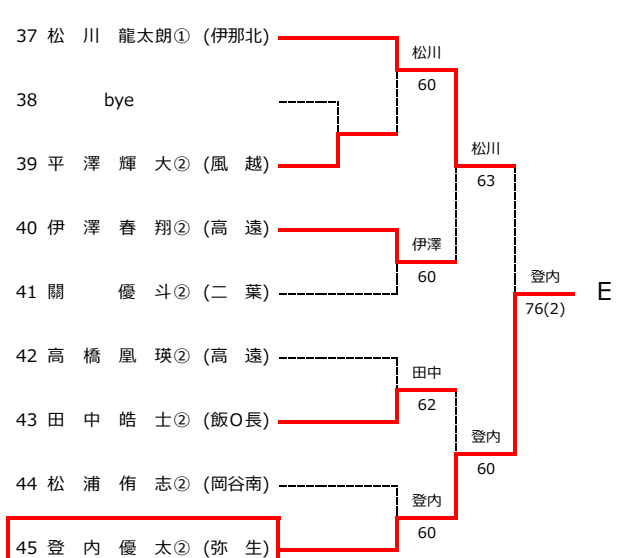 37 松 川 龍太朗① (伊那北)
松川
60
38 bye
松川
63
39 平 澤 輝 大② (風 越)
40 伊 澤 春 翔② (高 遠)
伊澤
60
41 關 優 斗② (二 葉)
登内
76(2)
E
42 高 橋 凰 瑛② (高 遠)
田中
62
43 田 中 皓 士② (飯O長)
登内
60
44 松 浦 侑 志② (岡谷南)
登内
60
45 登 内 優 太② (弥 生)